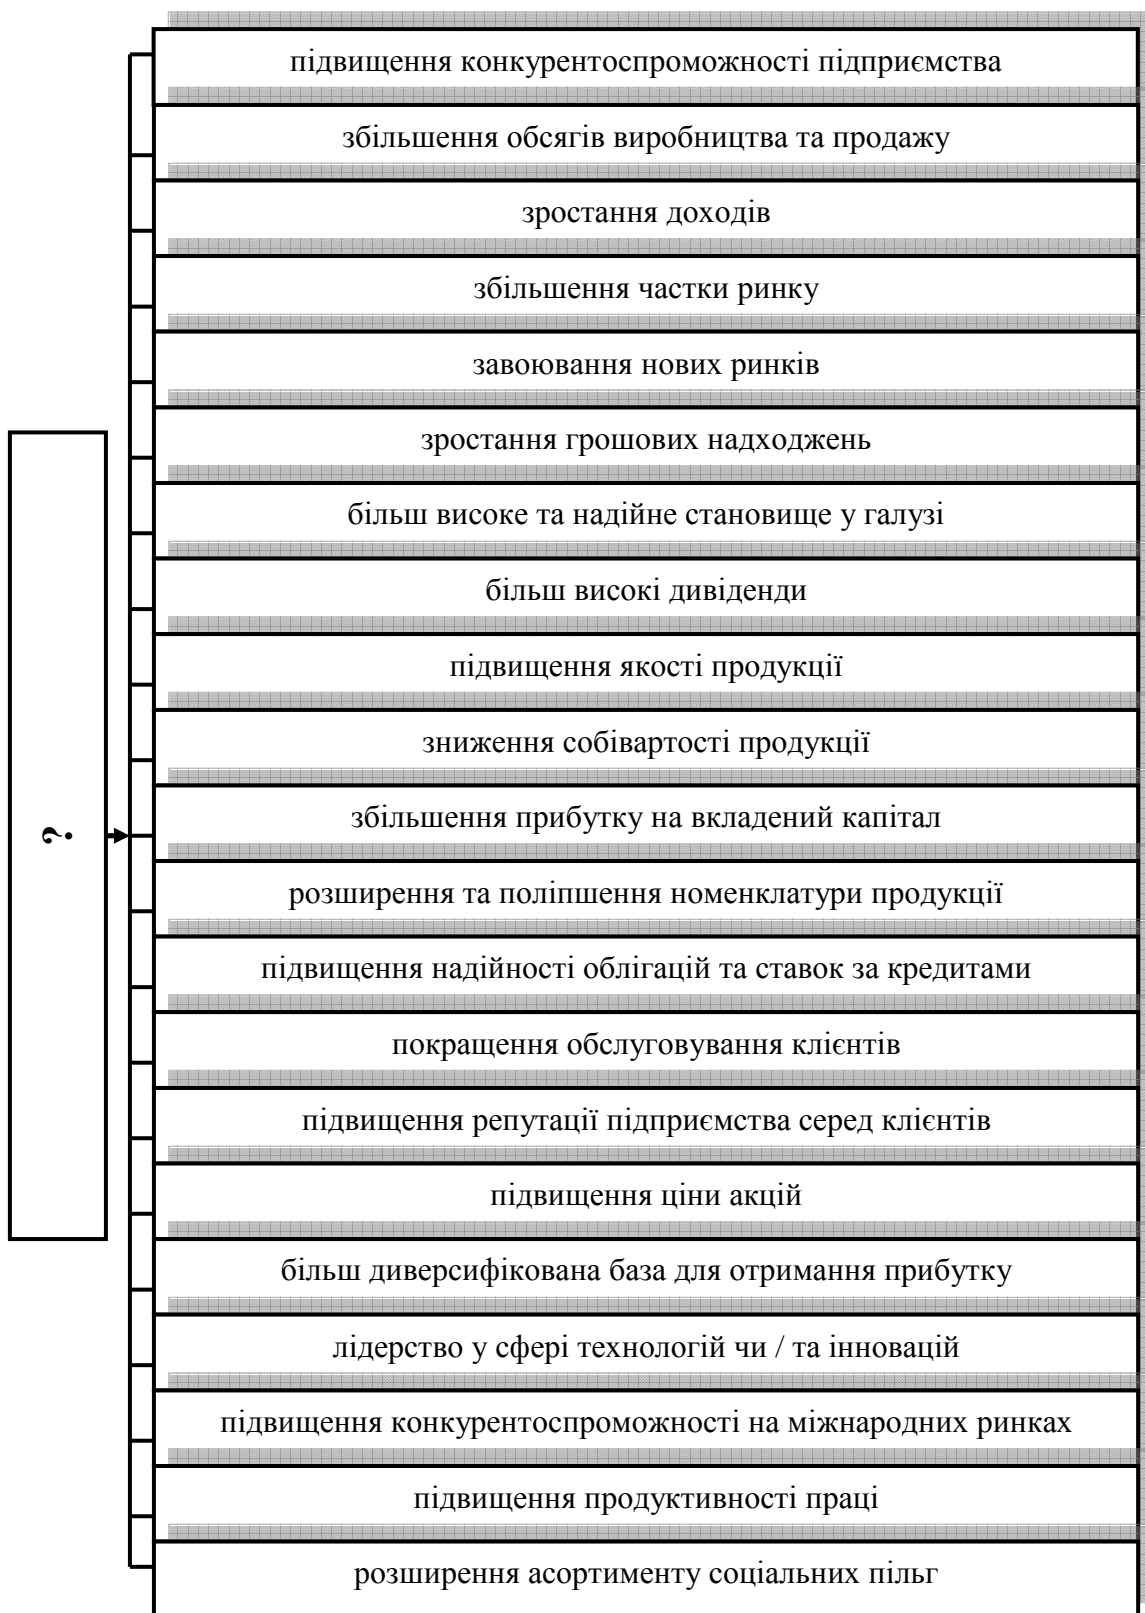 підвищення конкурентоспроможності підприємства
збільшення обсягів виробництва та продажу
зростання доходів
збільшення частки ринку
завоювання нових ринків
зростання грошових надходжень
більш високе та надійне становище у галузі
більш високі дивіденди
підвищення якості продукції
зниження собівартості продукції
?
збільшення прибутку на вкладений капітал
розширення та поліпшення номенклатури продукції
підвищення надійності облігацій та ставок за кредитами
покращення обслуговування клієнтів
підвищення репутації підприємства серед клієнтів
підвищення ціни акцій
більш диверсифікована база для отримання прибутку
лідерство у сфері технологій чи / та інновацій
підвищення конкурентоспроможності на міжнародних ринках
підвищення продуктивності праці
розширення асортименту соціальних пільг